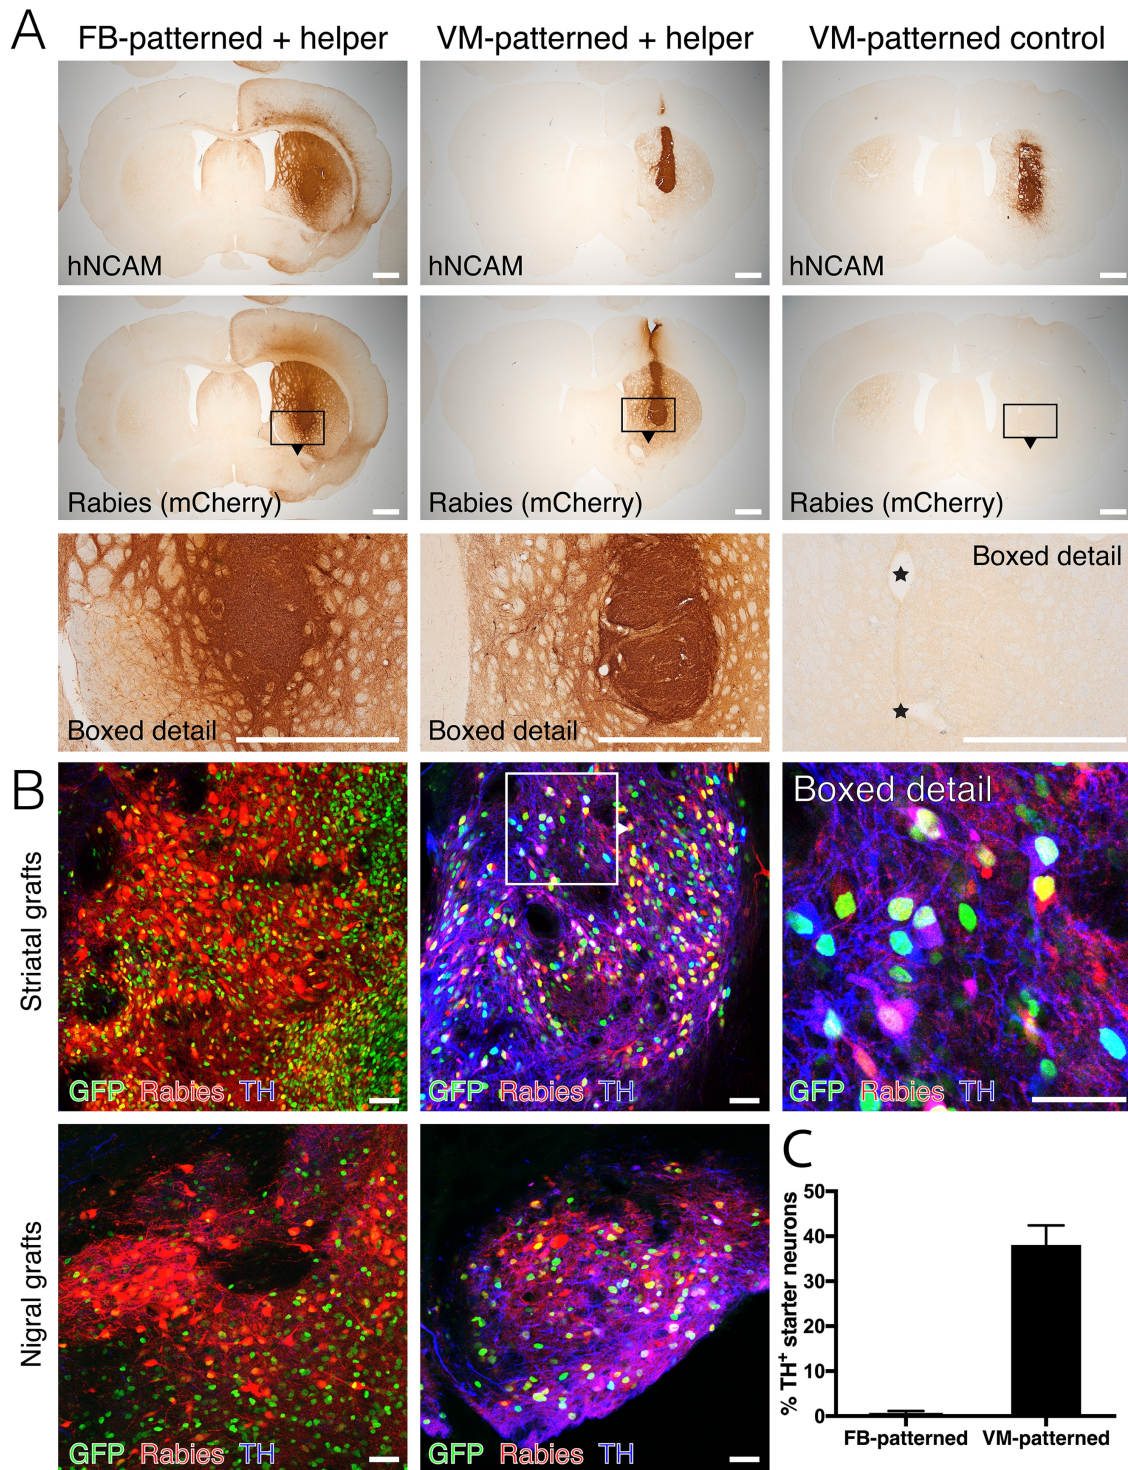 A
FB-patterned + helper
VM-patterned + helper
VM-patterned control
hNCAM
hNCAM
hNCAM
Rabies (mCherry)
Rabies (mCherry)
Rabies (mCherry)
Boxed detail
Boxed detail
Boxed detail
B
Striatal grafts
Boxed detail
GFP Rabies TH
GFP Rabies TH
GFP Rabies TH
Nigral grafts
GFP Rabies TH
GFP Rabies TH
C
% TH⁺ starter neurons
50
40
30
20
10
0
FB-patterned
VM-patterned